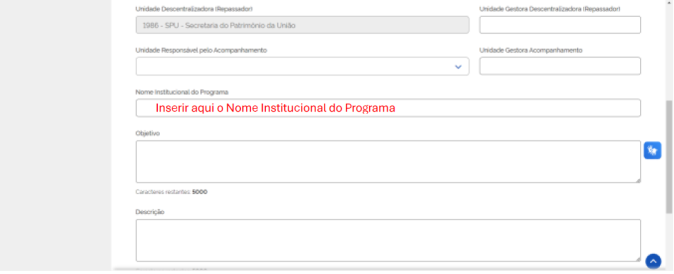 Unidade Descentralizadora (Repassador) Unidade Gestora Descentralizadora (Repassador)
1986 - SPU - Secretaria do Patrimônio da União
Unidade Responsável pelo Acompanhamento Unidade Gestora Acompanhamento
Nome Institucional do Programa
Inserir aqui o Nome Institucional do Programa
Objetivo
Caracteres restantes: 5000
Descrição